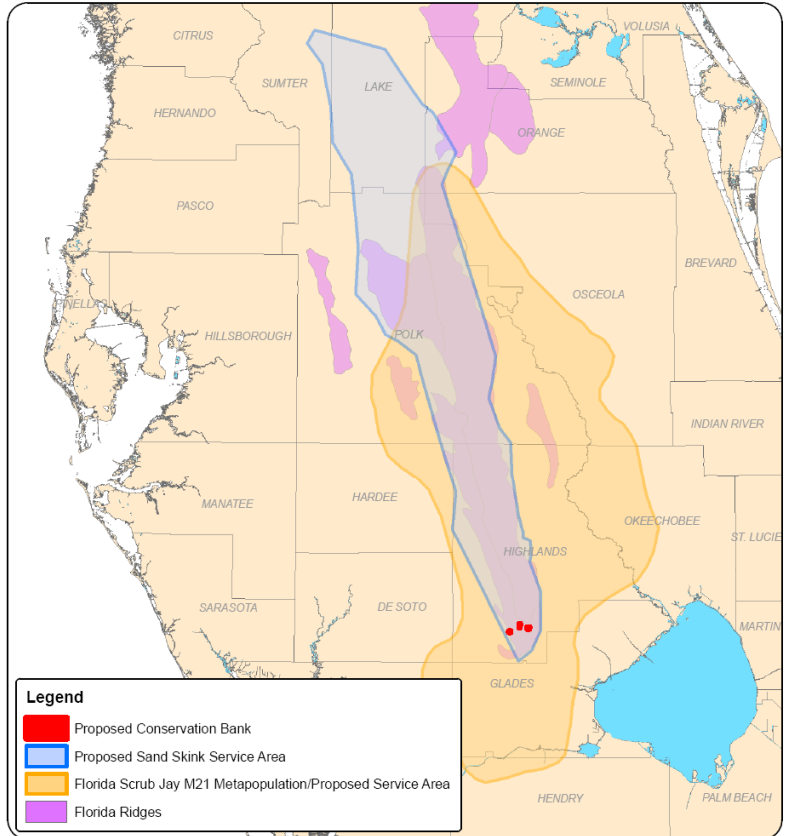 VOLUSIA
CITRUS
SUMTER
LAKE
SEMINOLE
HERNANDO
ORANGE
PASCO
BREVARD
OSCEOLA
PINELLAS
HILLSBOROUGH
POLK
INDIAN RIVER
MANATEE
HARDEE
OKEECHOBEE
ST. LUCIE
HIGHLANDS
SARASOTA
DE SOTO
MARTIN
GLADES
HENDRY
PALM BEACH
Legend
Proposed Conservation Bank
Proposed Sand Skink Service Area
Florida Scrub Jay M21 Metapopulation/Proposed Service Area
Florida Ridges